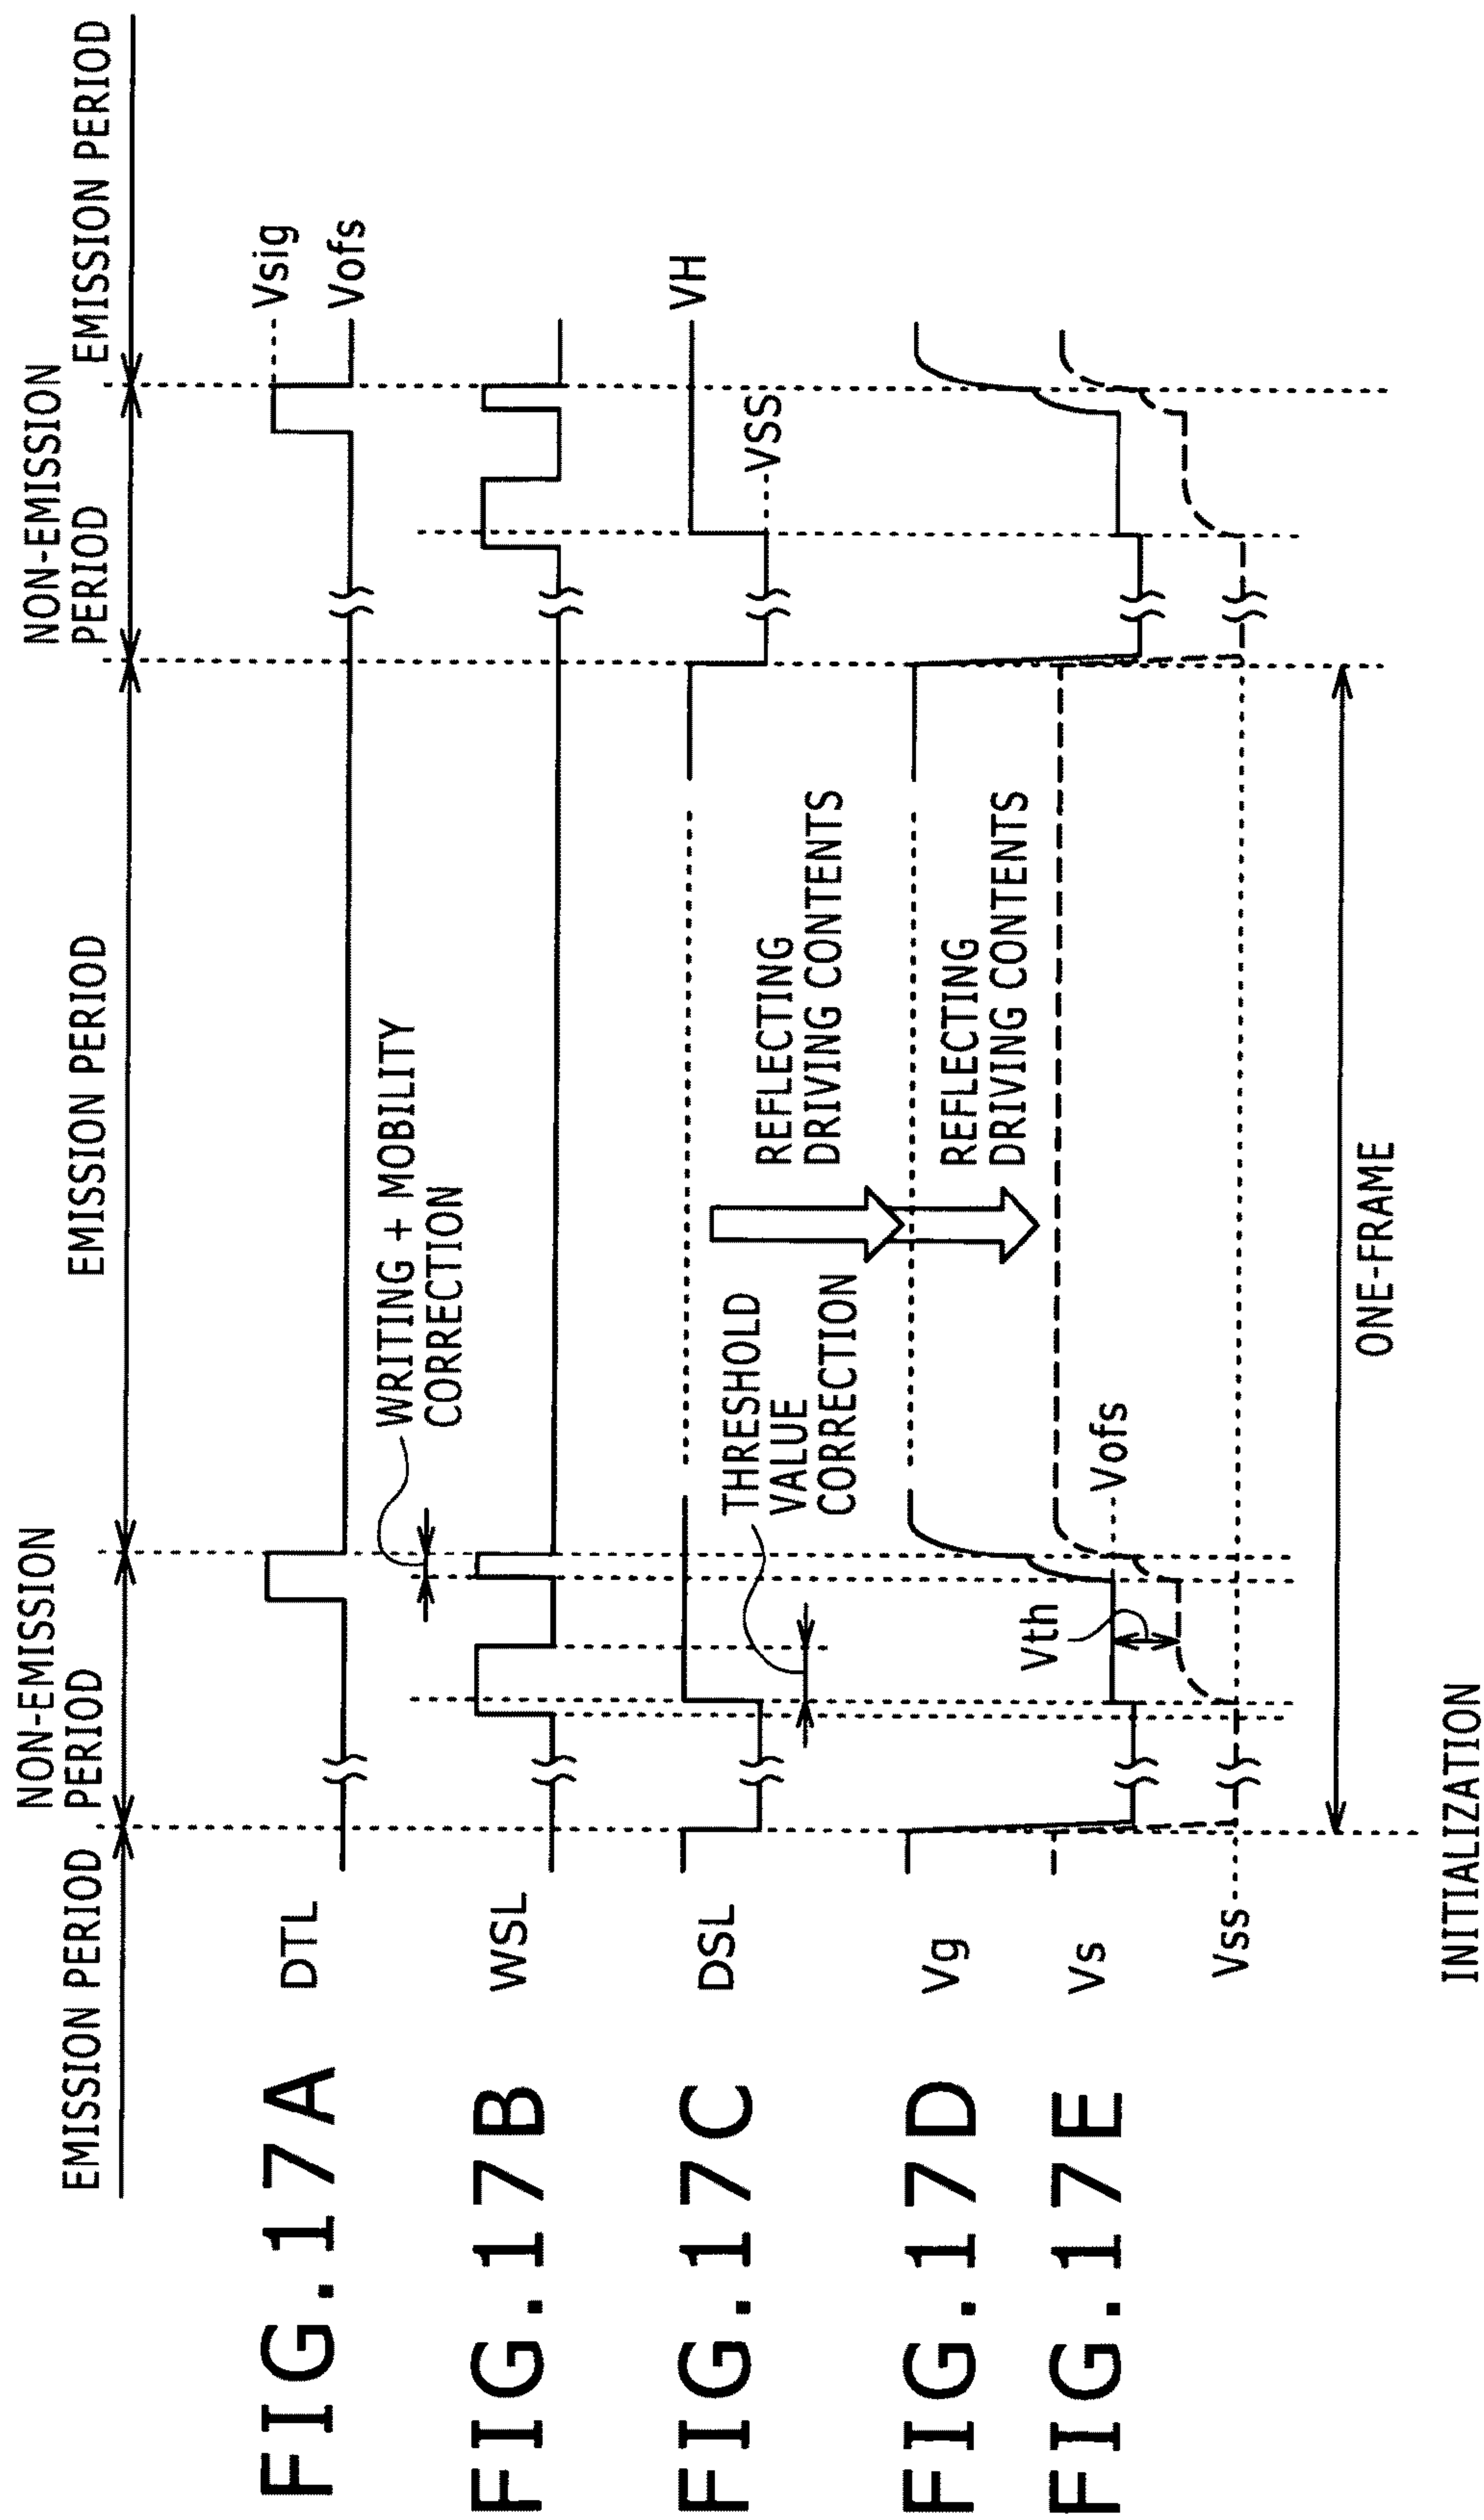 EMISSION PERIOD
NON-EMISSION
PERIOD
EMISSION PERIOD
NON-EMISSION
PERIOD
EMISSION PERIOD
FIG.17A
DTL
Vsig
Vofs
WRITING + MOBILITY
CORRECTION
FIG.17B
WSL
FIG.17C
DSL
VH
VSS
THRESHOLD
VALUE
CORRECTION
REFLECTING
DRIVING CONTENTS
FIG.17D
Vg
REFLECTING
DRIVING CONTENTS
Vth
Vofs
FIG.17E
Vs
Vss
ONE-FRAME
INITIALIZATION